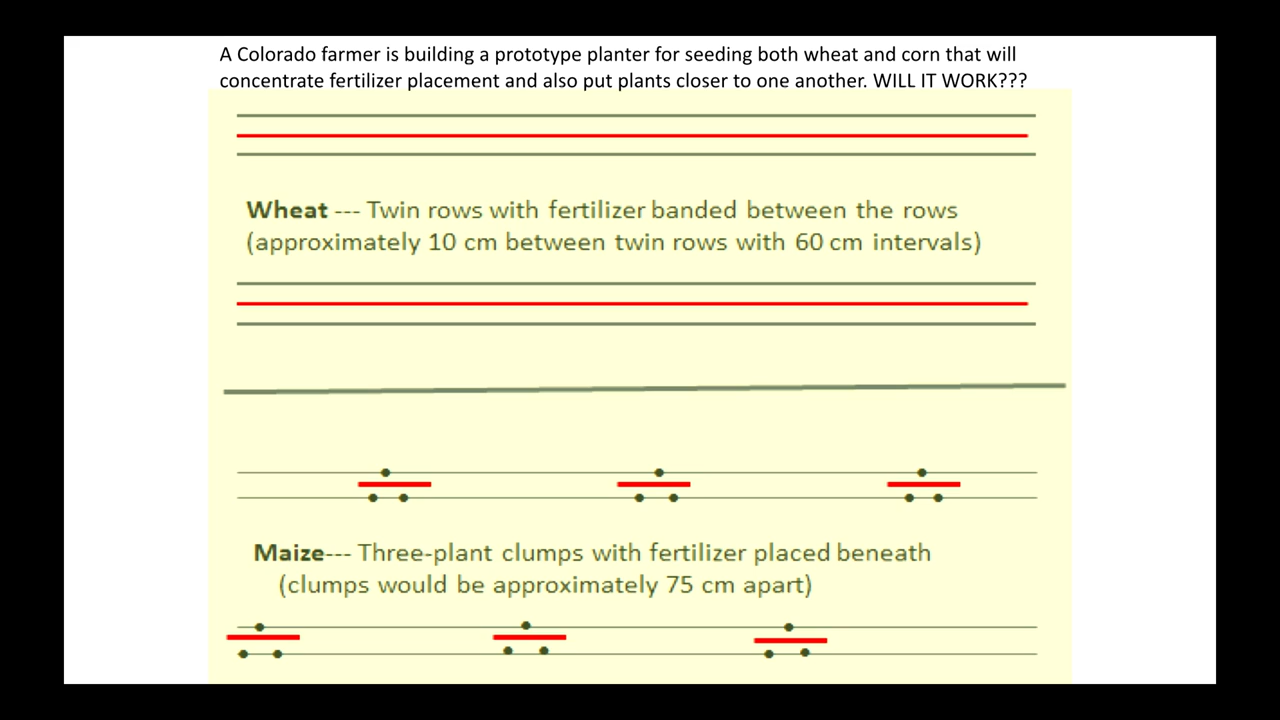 A Colorado farmer is building a prototype planter for seeding both wheat and corn that will
concentrate fertilizer placement and also put plants closer to one another. WILL IT WORK???
Wheat --- Twin rows with fertilizer banded between the rows
(approximately 10 cm between twin rows with 60 cm intervals)
Maize--- Three-plant clumps with fertilizer placed beneath
(clumps would be approximately 75 cm apart)